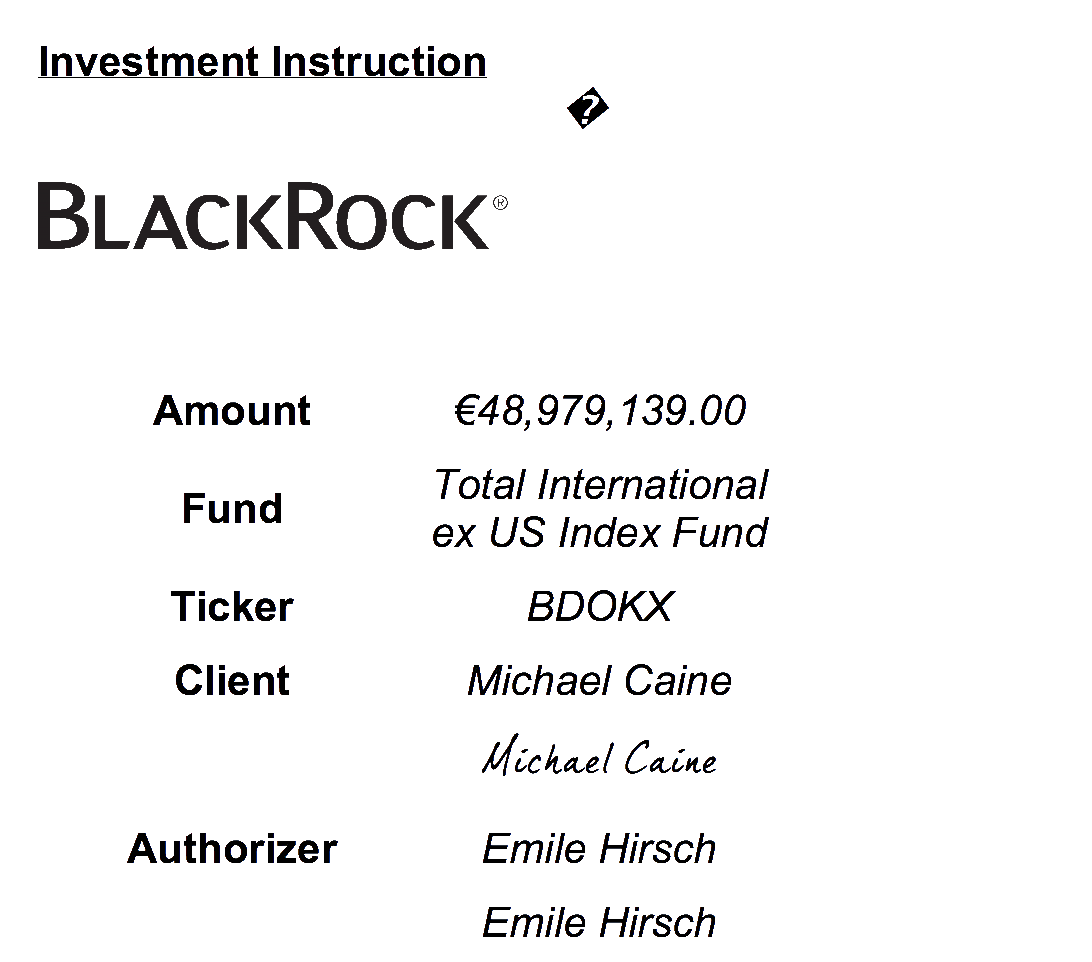 Investment Instruction
�
BLACKROCK®
Amount €48,979,139.00
Fund Total International
ex US Index Fund
Ticker BDOKX
Client Michael Caine
Michael Caine
Authorizer Emile Hirsch
Emile Hirsch